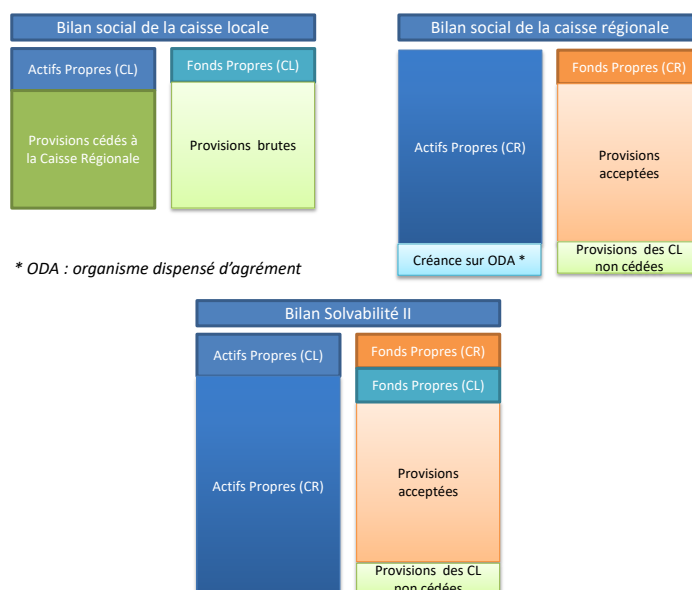 Bilan social de la caisse locale
Actifs Propres (CL)
Fonds Propres (CL)
Provisions cédés à
la Caisse Régionale
Provisions brutes
* ODA : organisme dispensé d'agrément
Bilan social de la caisse régionale
Actifs Propres (CR)
Fonds Propres (CR)
Provisions
acceptées
Créance sur ODA *
Provisions des CL
non cédées
Bilan Solvabilité II
Actifs Propres (CL)
Fonds Propres (CR)
Fonds Propres (CL)
Actifs Propres (CR)
Provisions
acceptées
Provisions des CL
non cédées